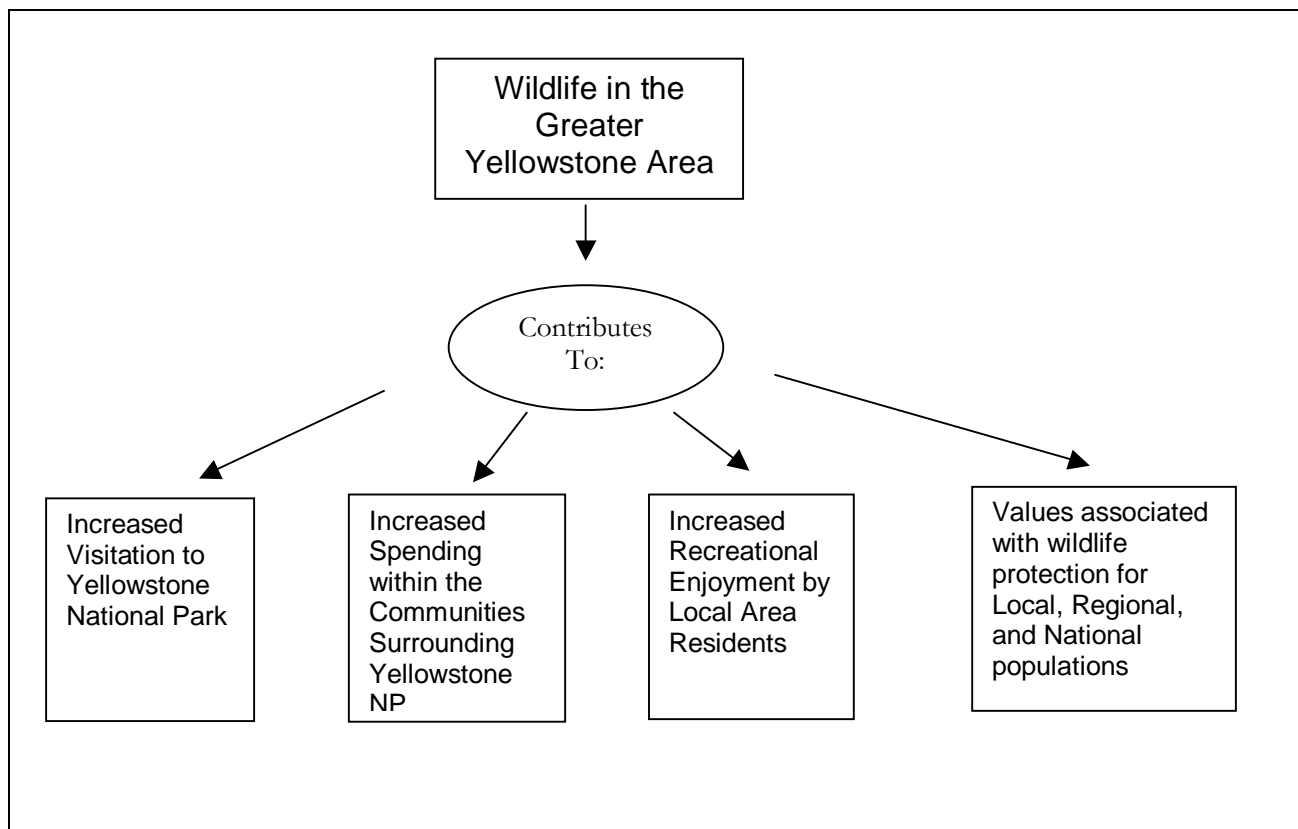 Wildlife in the
Greater
Yellowstone Area
Contributes
To:
Increased
Visitation to
Yellowstone
National Park
Increased
Spending
within the
Communities
Surrounding
Yellowstone
NP
Increased
Recreational
Enjoyment by
Local Area
Residents
Values associated
with wildlife
protection for
Local, Regional,
and National
populations